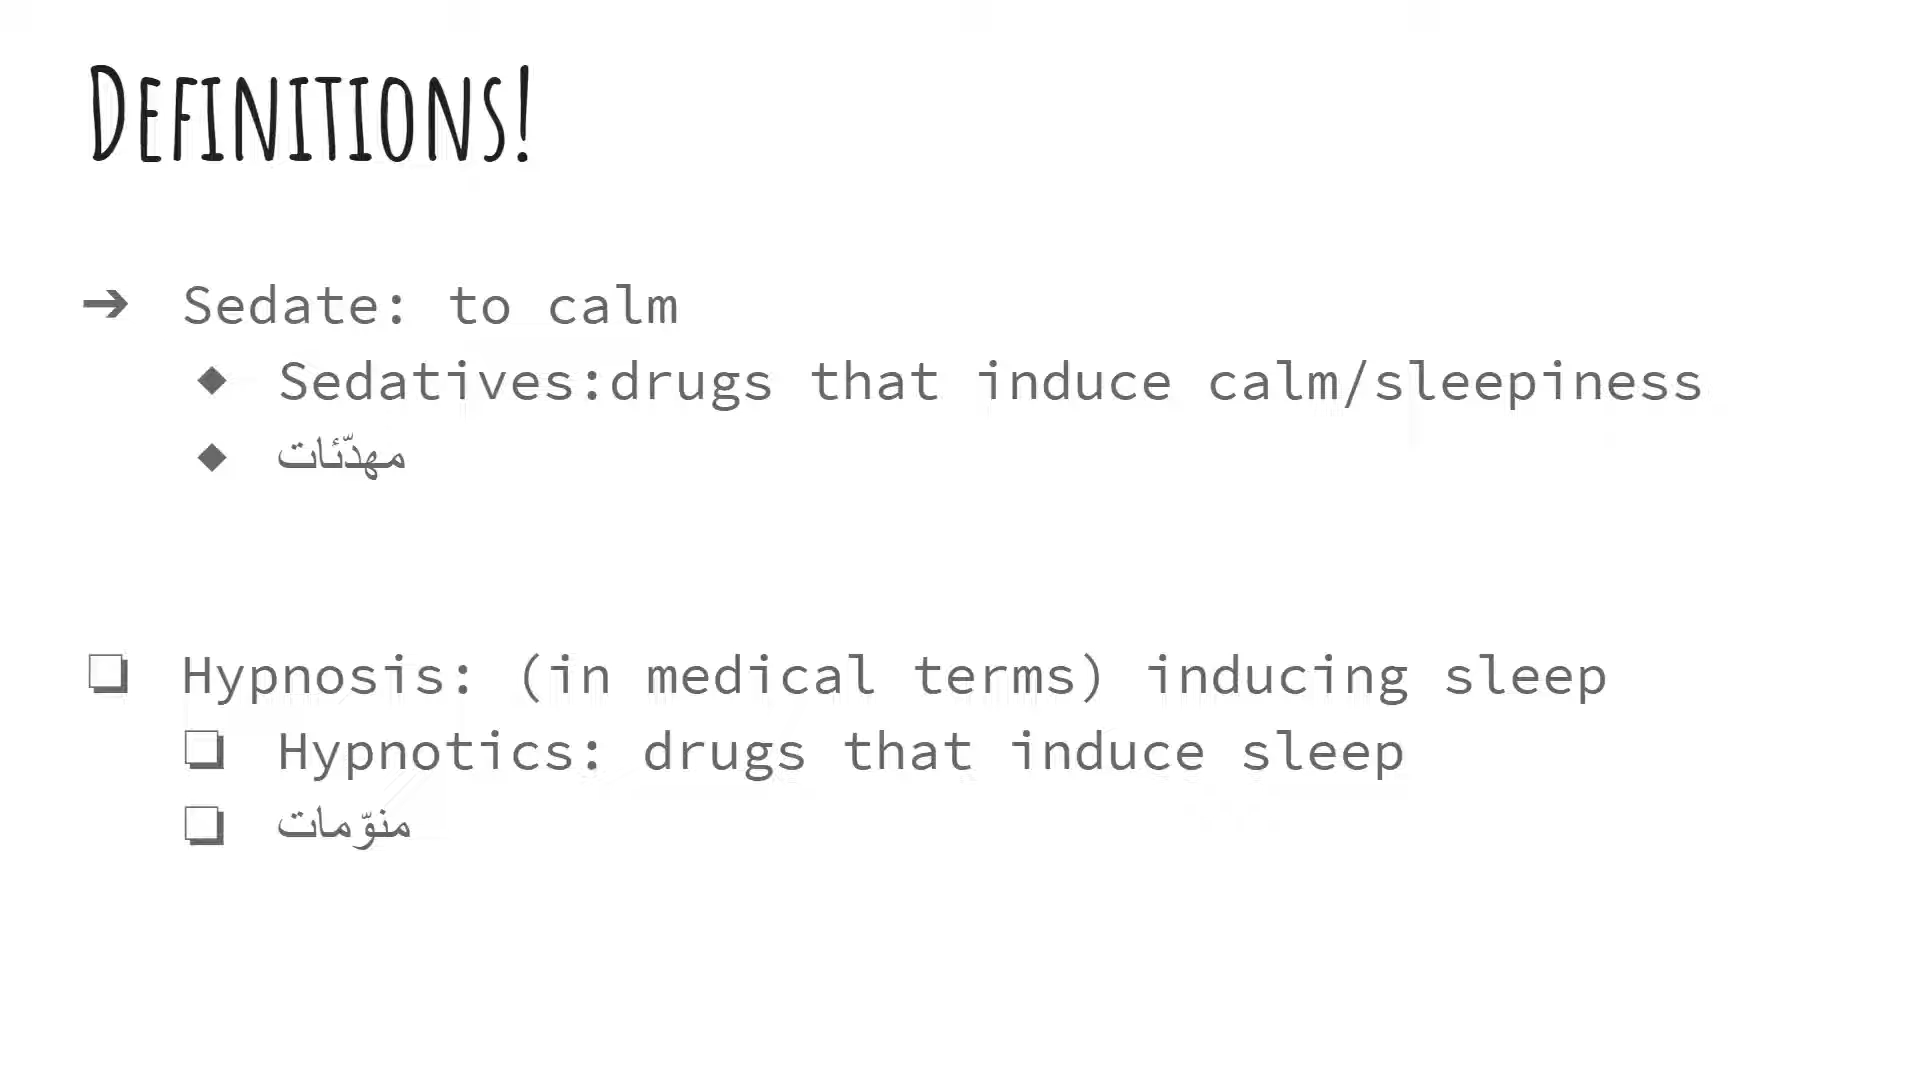 Definitions!
➔ Sedate: to calm
◆ Sedatives:drugs that induce calm/sleepiness
◆ مهدّئات
❏ Hypnosis: (in medical terms) inducing sleep
❏ Hypnotics: drugs that induce sleep
❏ منوّمات